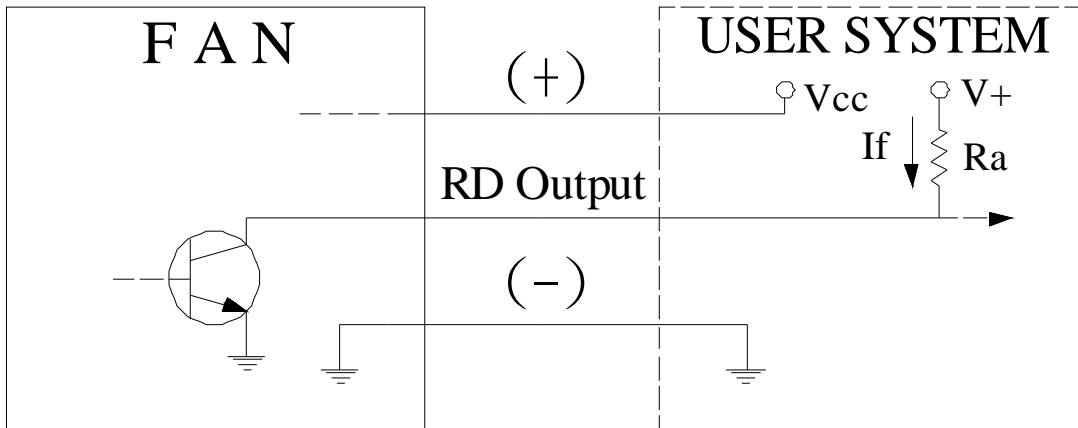 F A N
USER SYSTEM
(+)
Vcc
V+
If
Ra
RD Output
(-)